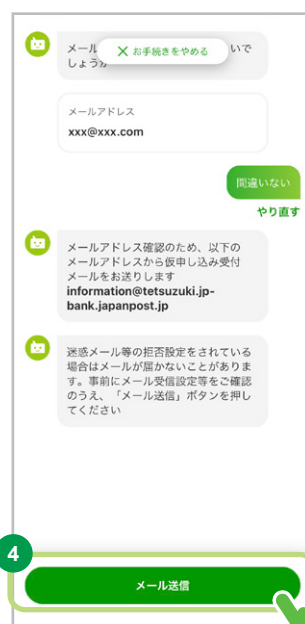 メール
× お手続きをやめる
いで
しょうか
メールアドレス
xxx@xxx.com
間違いない
やり直す
メールアドレス確認のため、以下の
メールアドレスから仮申し込み受付
メールをお送りします
information@tetsuzuki.jp-
bank.japanpost.jp
迷惑メール等の拒否設定をされている
場合はメールが届かないことがありま
す。事前にメール受信設定等をご確認
のうえ、「メール送信」ボタンを押し
てください
4
メール送信